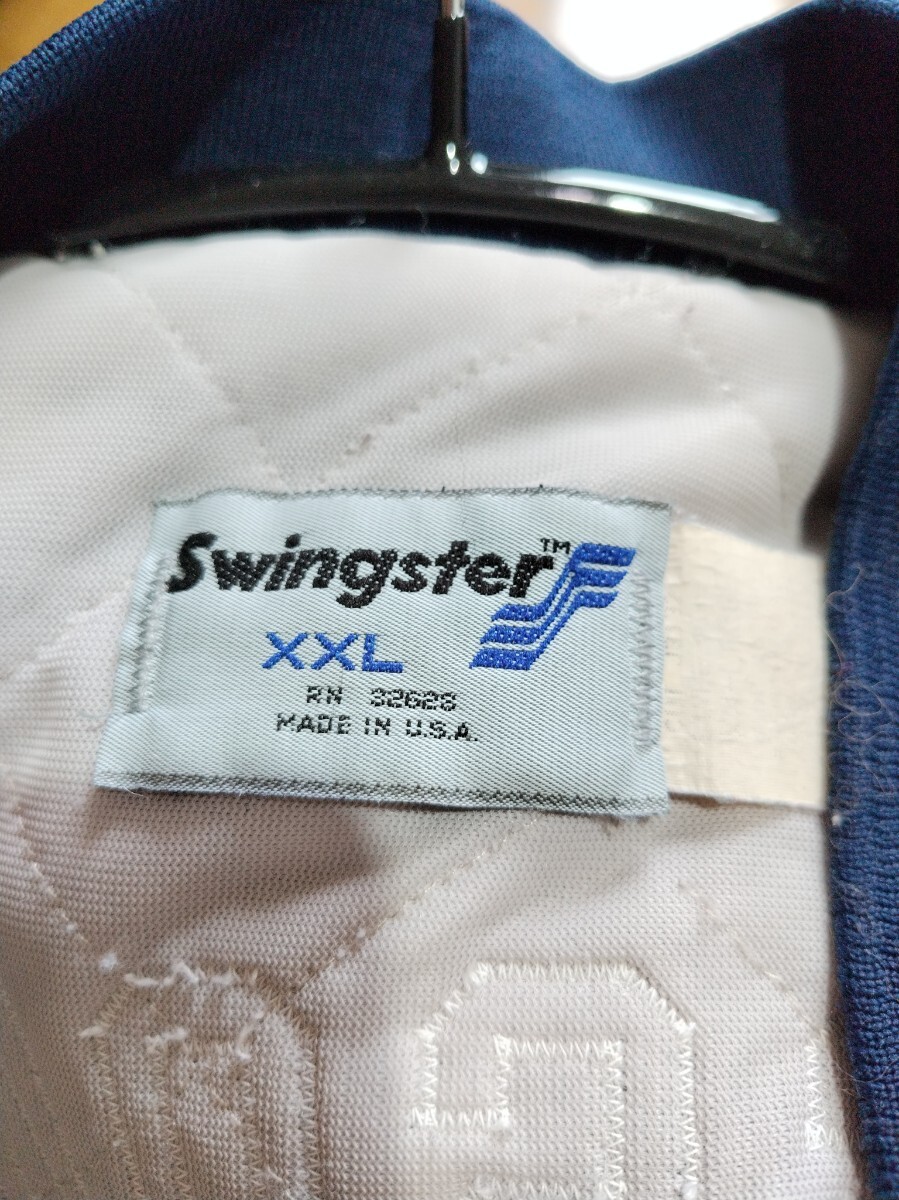 Swingster™
XXL
RN 32628
MADE IN U.S.A.